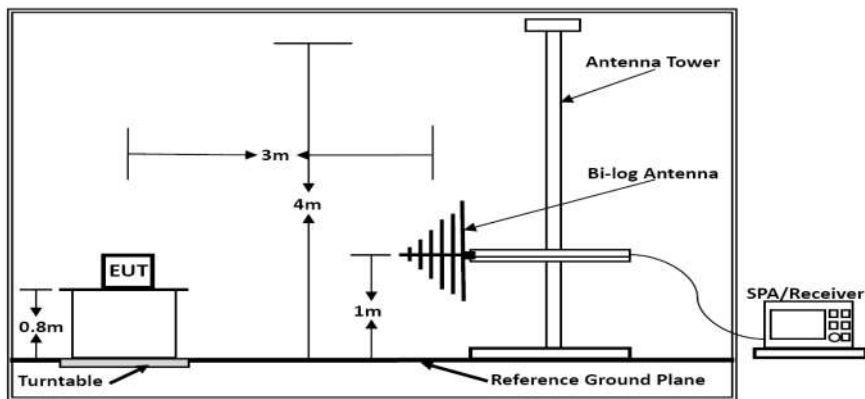 Antenna Tower
3m
Bi-log Antenna
4m
EUT
SPA/Receiver
0.8m
1m
Turntable
Reference Ground Plane